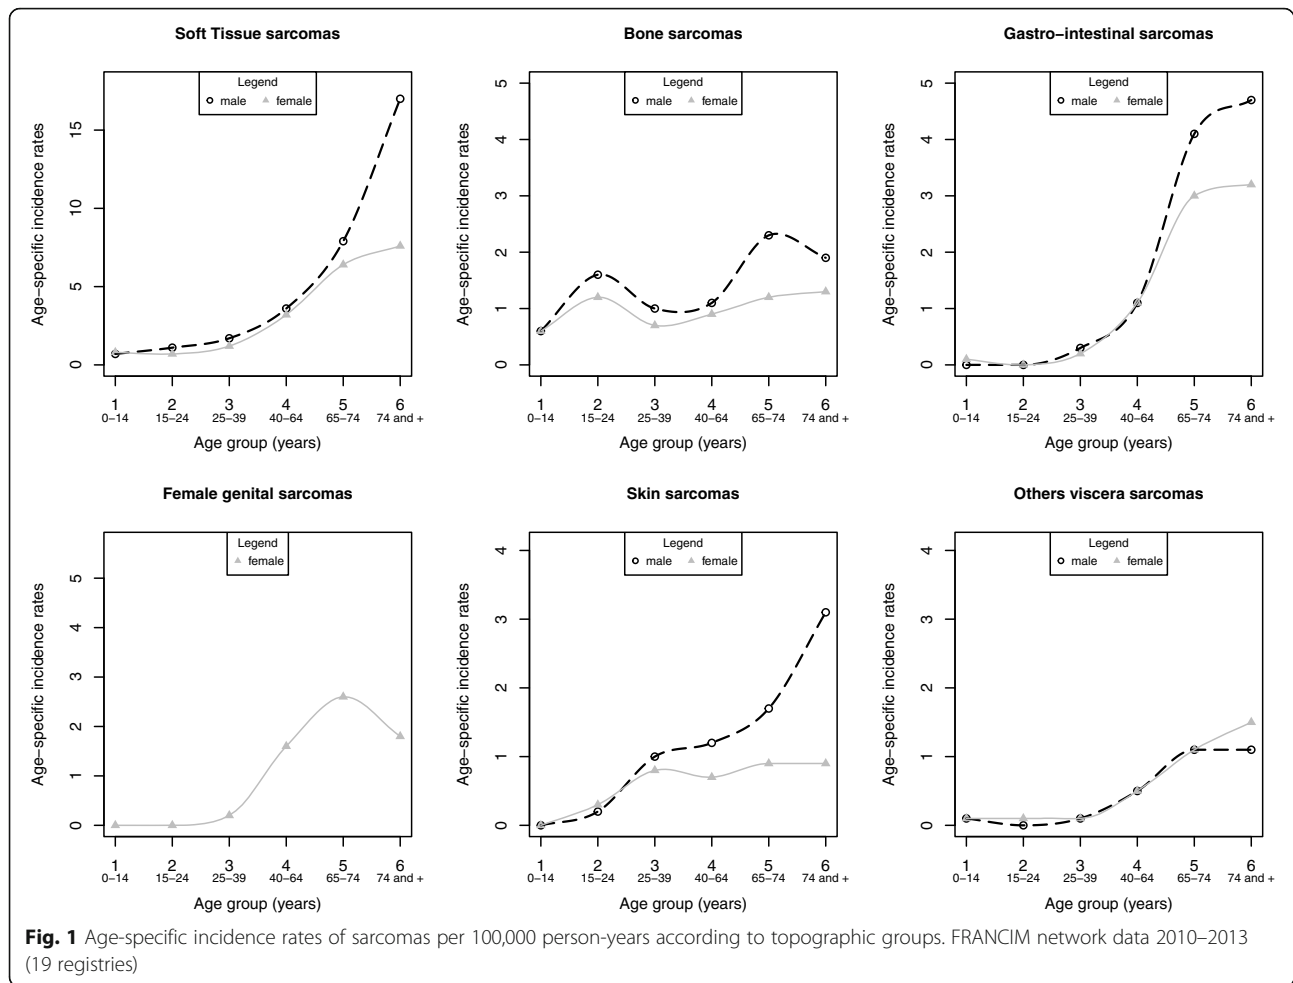 Soft Tissue sarcomas
Legend
male female
Age-specific incidence rates
0 5 10 15
1 2 3 4 5 6
0–14 15–24 25–39 40–64 65–74 74 and +
Age group (years)
Bone sarcomas
Legend
male female
Age-specific incidence rates
0 1 2 3 4 5
1 2 3 4 5 6
0–14 15–24 25–39 40–64 65–74 74 and +
Age group (years)
Gastro-intestinal sarcomas
Legend
male female
Age-specific incidence rates
0 1 2 3 4 5
1 2 3 4 5 6
0–14 15–24 25–39 40–64 65–74 74 and +
Age group (years)
Female genital sarcomas
Legend
female
Age-specific incidence rates
0 1 2 3 4 5
1 2 3 4 5 6
0–14 15–24 25–39 40–64 65–74 74 and +
Age group (years)
Skin sarcomas
Legend
male female
Age-specific incidence rates
0 1 2 3 4
1 2 3 4 5 6
0–14 15–24 25–39 40–64 65–74 74 and +
Age group (years)
Others viscera sarcomas
Legend
male female
Age-specific incidence rates
0 1 2 3 4
1 2 3 4 5 6
0–14 15–24 25–39 40–64 65–74 74 and +
Age group (years)
Fig. 1 Age-specific incidence rates of sarcomas per 100,000 person-years according to topographic groups. FRANCIM network data 2010–2013
(19 registries)